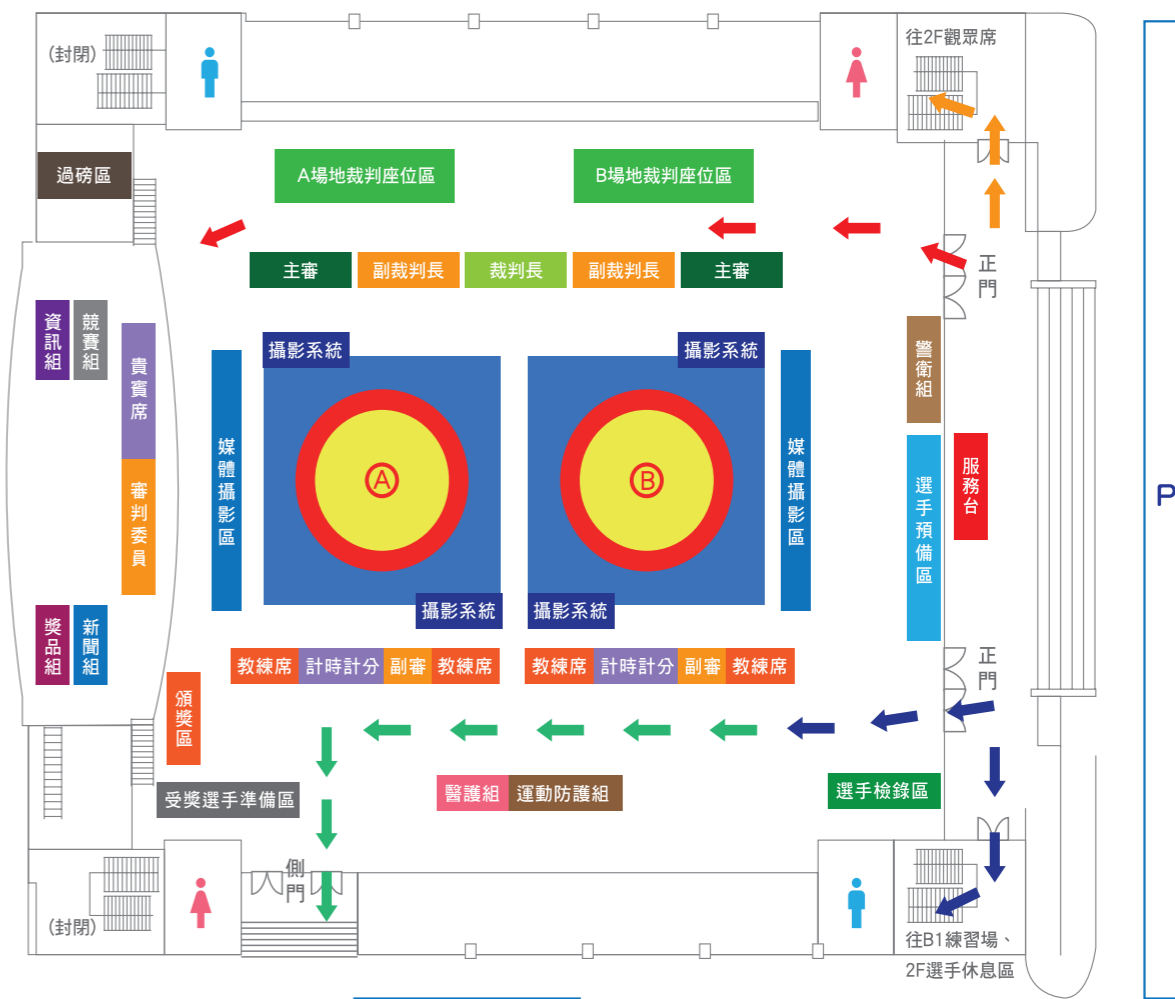 (封閉)
往2F觀眾席
過磅區
A場地裁判座位區
B場地裁判座位區
主審
副裁判長
裁判長
副裁判長
主審
正門
資訊組
競賽組
貴賓席
審判委員
獎品組
新聞組
媒體攝影區
攝影系統
攝影系統
A
B
攝影系統
攝影系統
媒體攝影區
警衛組
選手預備區
服務台
P
教練席
計時計分
副審
教練席
教練席
計時計分
副審
教練席
正門
頒獎區
受獎選手準備區
醫護組
運動防護組
選手檢錄區
側門
(封閉)
往B1練習場、
2F選手休息區